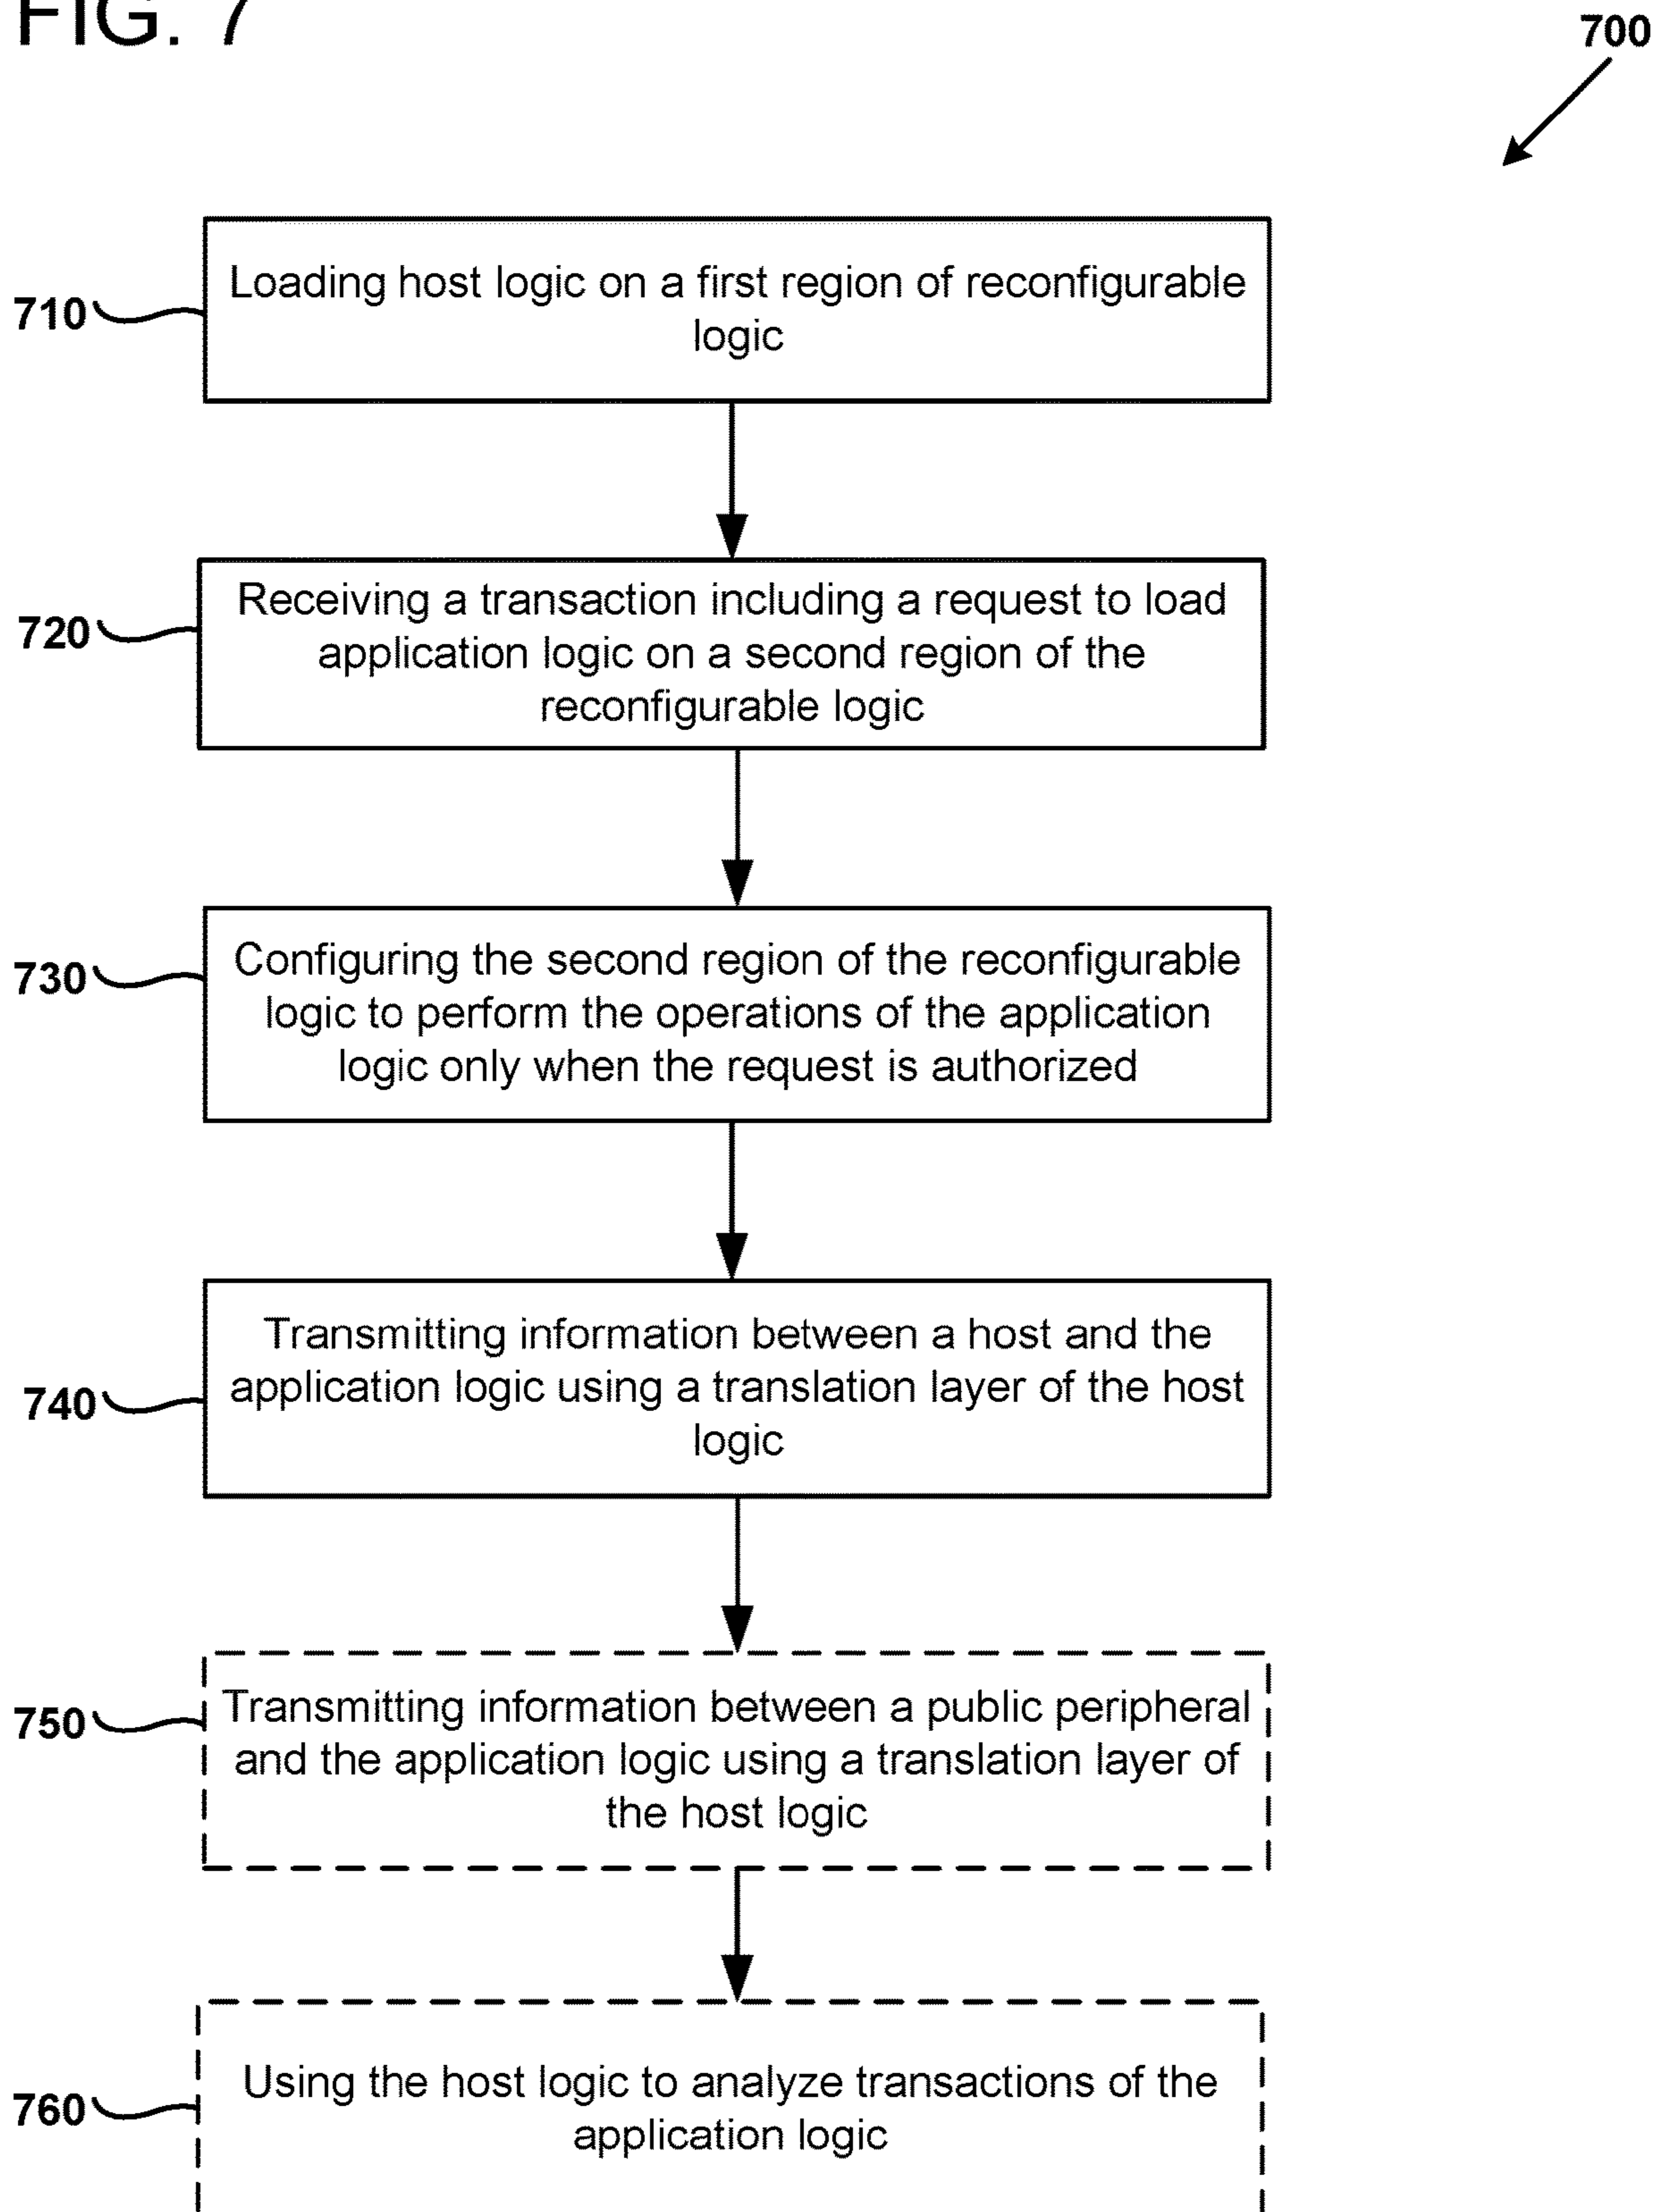 FIG. 7
700
710
Loading host logic on a first region of reconfigurable
logic
720
Receiving a transaction including a request to load
application logic on a second region of the
reconfigurable logic
730
Configuring the second region of the reconfigurable
logic to perform the operations of the application
logic only when the request is authorized
740
Transmitting information between a host and the
application logic using a translation layer of the host
logic
750
Transmitting information between a public peripheral
and the application logic using a translation layer of
the host logic
760
Using the host logic to analyze transactions of the
application logic